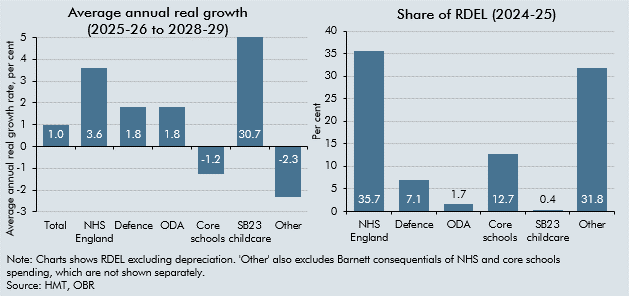 Average annual real growth
(2025-26 to 2028-29)
Average annual real growth rate, per cent
5
4
3
2
1
0
-1
-2
-3
1.0
3.6
1.8
1.8
-1.2
30.7
-2.3
Total
NHS
England
Defence
ODA
Core
schools
SB23
childcare
Other
Share of RDEL (2024-25)
Per cent
40
35
30
25
20
15
10
5
0
35.7
7.1
1.7
12.7
0.4
31.8
NHS
England
Defence
ODA
Core
schools
SB23
childcare
Other
Note: Charts shows RDEL excluding depreciation. 'Other' also excludes Barnett consequentials of NHS and core schools
spending, which are not shown separately.
Source: HMT, OBR